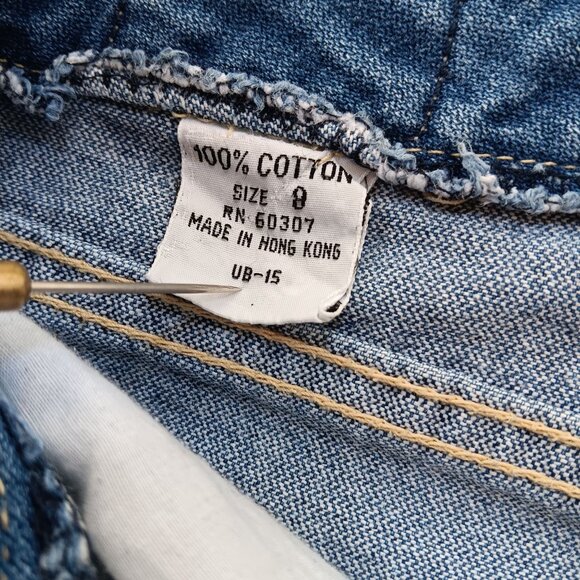 100% COTTON
SIZE 8
RN 60307
MADE IN HONG KONG
UB-15